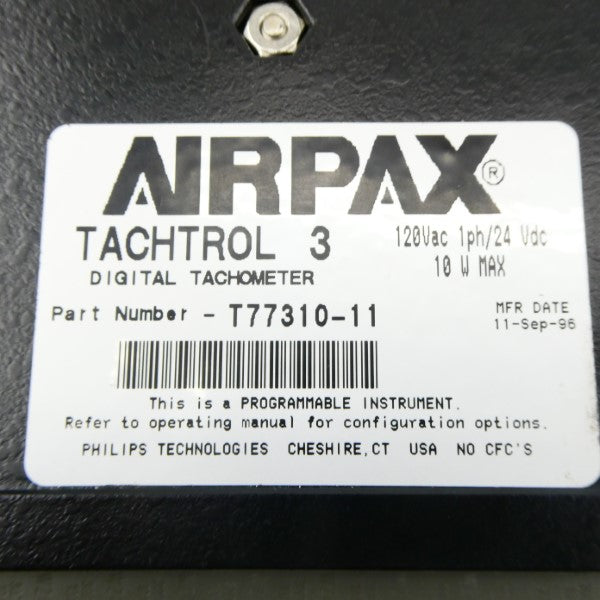 AIRPAX®
TACHTROL 3 120Vac 1ph/24 Vdc
DIGITAL TACHOMETER 10 W MAX
Part Number - T77310-11 MFR DATE
11-Sep-96
This is a PROGRAMMABLE INSTRUMENT.
Refer to operating manual for configuration options.
PHILIPS TECHNOLOGIES CHESHIRE,CT USA NO CFC'S